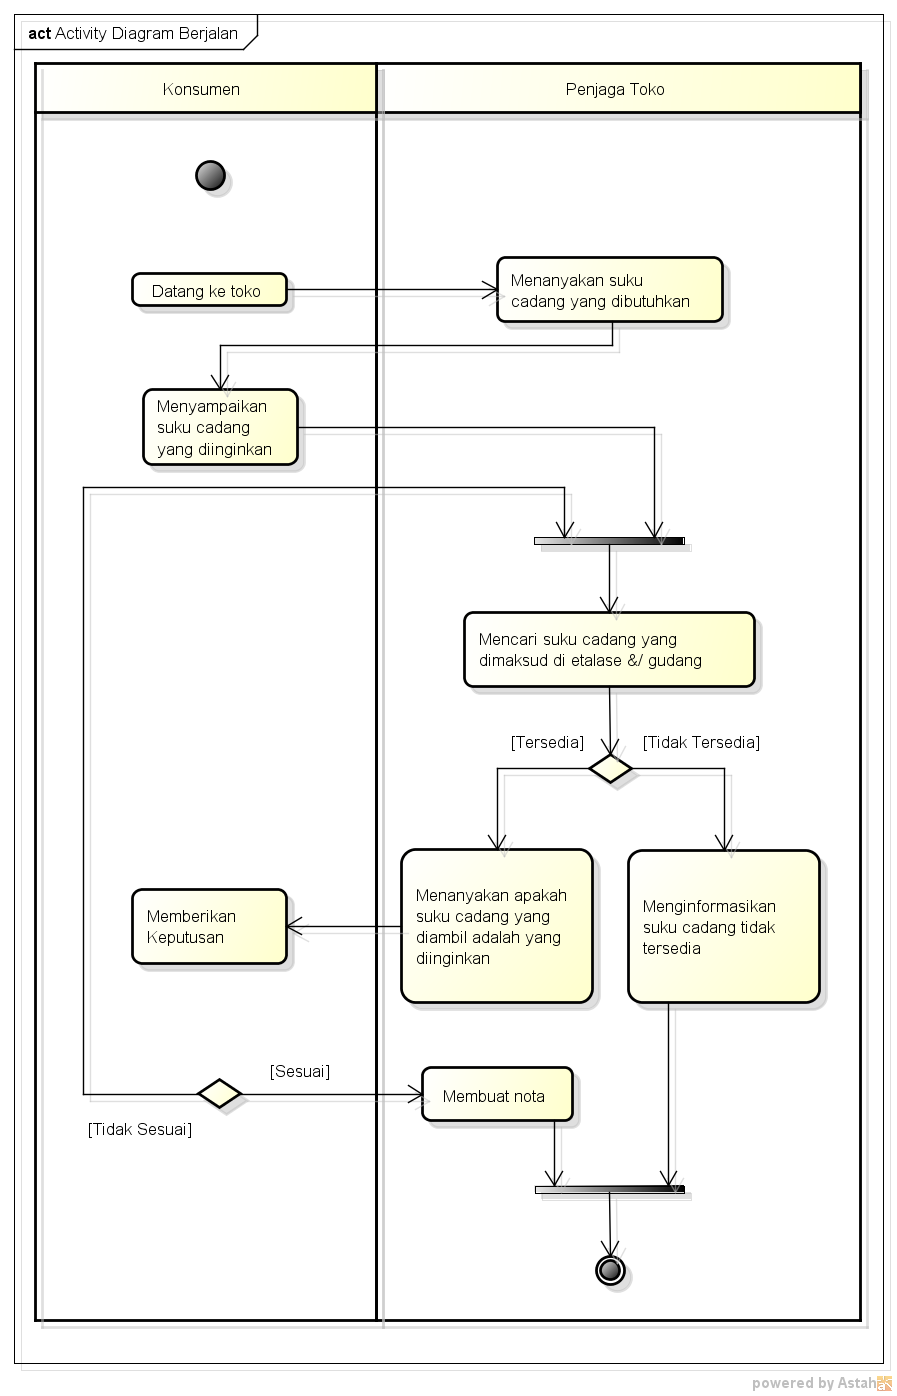 act Activity Diagram Berjalan
Konsumen
Penjaga Toko
Datang ke toko
Menanyakan suku
cadang yang dibutuhkan
Menyampaikan
suku cadang
yang diinginkan
Mencari suku cadang yang
dimaksud di etalase &/ gudang
[Tersedia]
[Tidak Tersedia]
Menanyakan apakah
suku cadang yang
diambil adalah yang
diinginkan
Menginformasikan
suku cadang tidak
tersedia
Memberikan
Keputusan
[Sesuai]
Membuat nota
[Tidak Sesuai]
powered by Astah